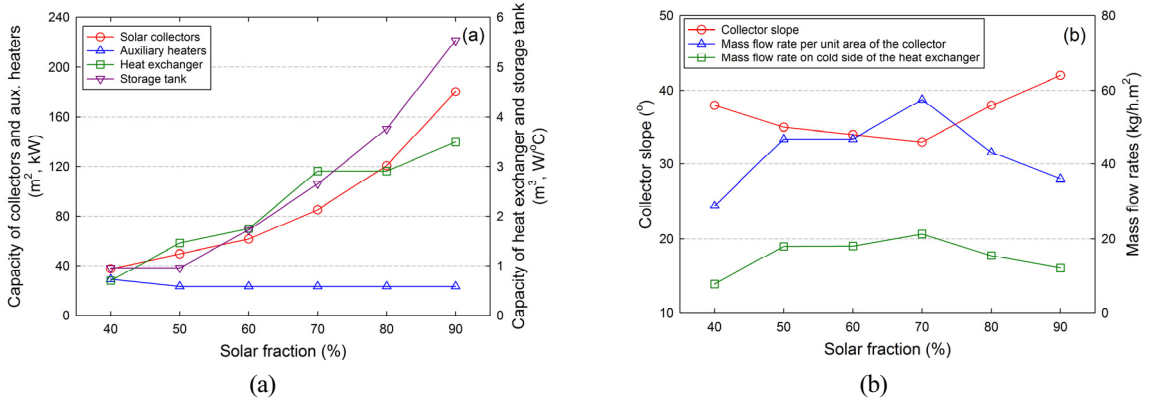 240
200
160
120
80
40
0
Capacity of collectors and aux. heaters
(m², kW)
Solar collectors
Auxiliary heaters
Heat exchanger
Storage tank
(a)
6
5
4
3
2
1
0
Capacity of heat exchanger and storage tank
(m³, W/°C)
40 50 60 70 80 90
Solar fraction (%)
(a)
50
40
30
20
10
Collector slope (°)
Collector slope
Mass flow rate per unit area of the collector
Mass flow rate on cold side of the heat exchanger
(b)
80
60
40
20
0
Mass flow rates (kg/h.m²)
40 50 60 70 80 90
Solar fraction (%)
(b)